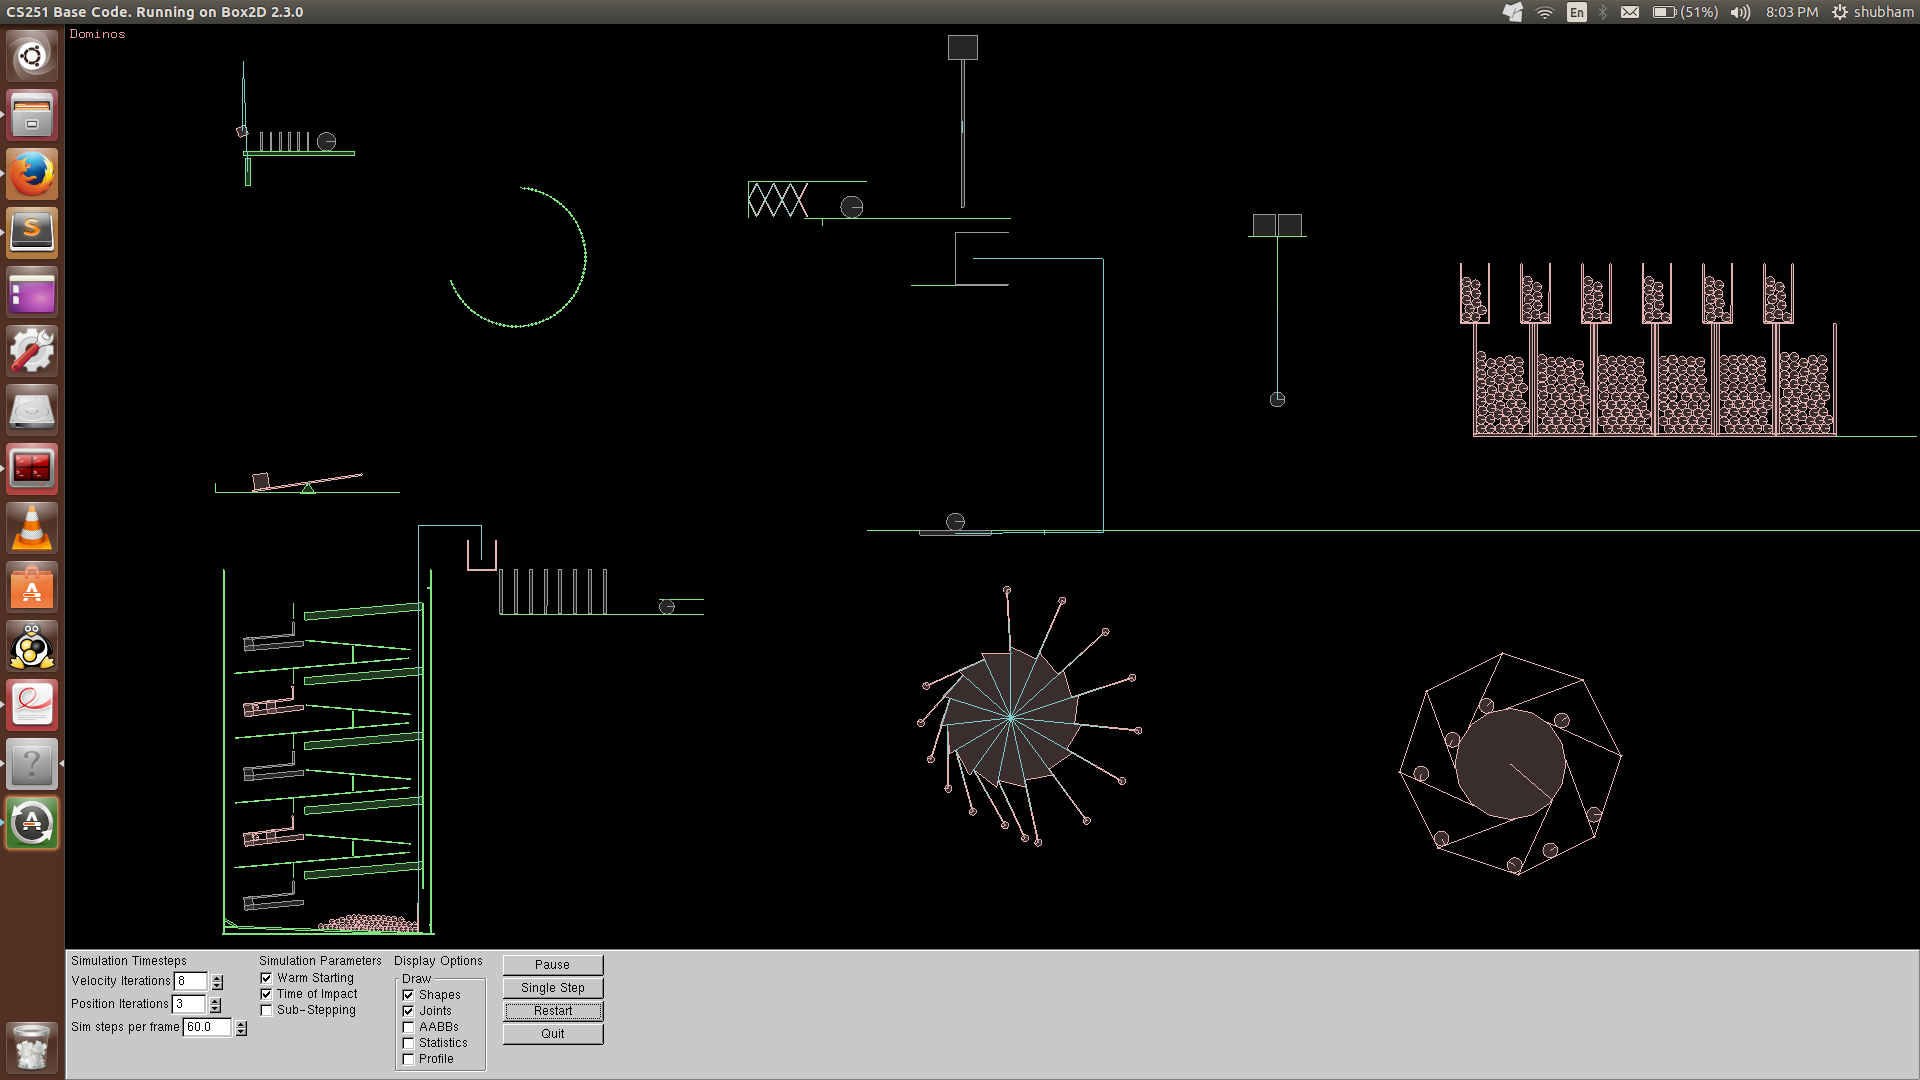 CS251 Base Code. Running on Box2D 2.3.0
En
(51%)
8:03 PM
shubham
Dominos
Simulation Timesteps
Velocity Iterations 8
Position Iterations 3
Sim steps per frame 60.0
Simulation Parameters
Warm Starting
Time of Impact
Sub-Stepping
Display Options
Draw
Shapes
Joints
AABBs
Statistics
Profile
Pause
Single Step
Restart
Quit